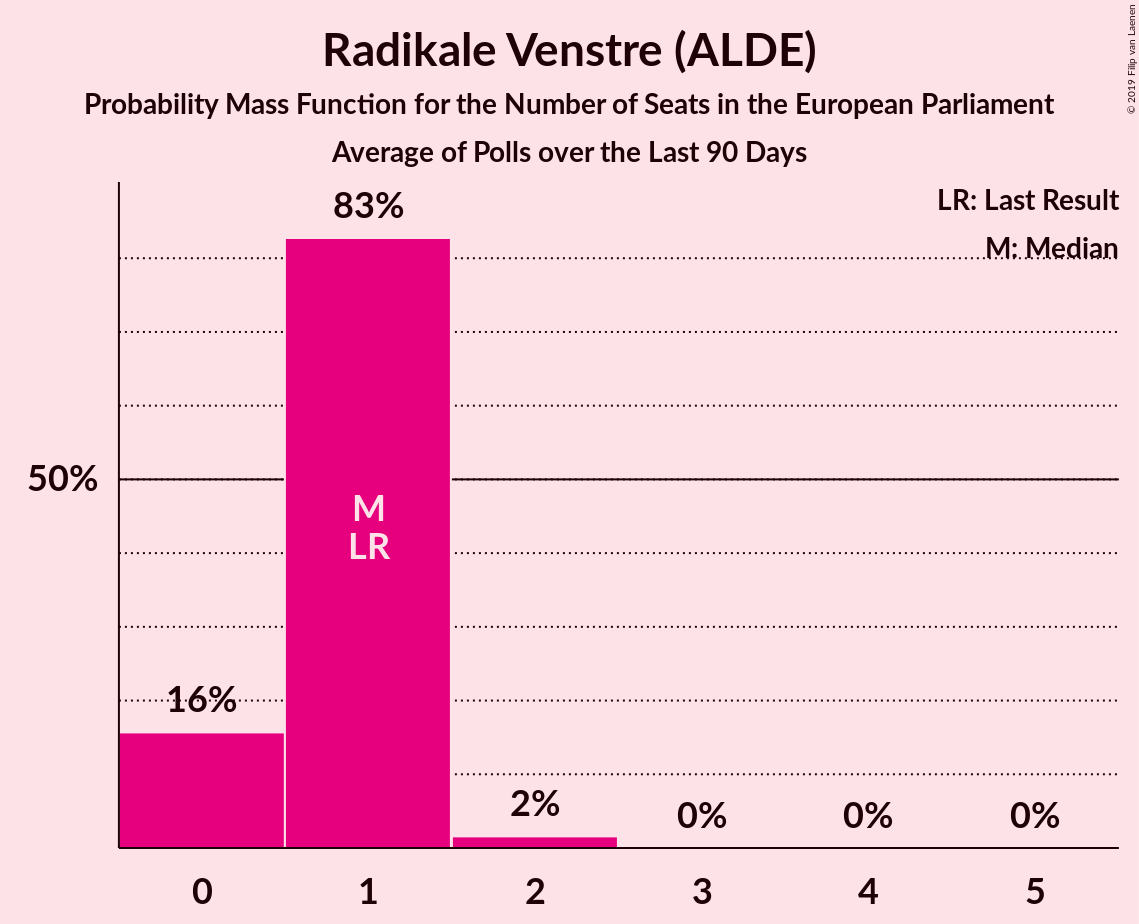 Radikale Venstre (ALDE)
Probability Mass Function for the Number of Seats in the European Parliament
Average of Polls over the Last 90 Days
© 2019 Filip van Laenen
LR: Last Result
M: Median
83%
50%
M
LR
16%
2%
0%
0%
0%
0
1
2
3
4
5